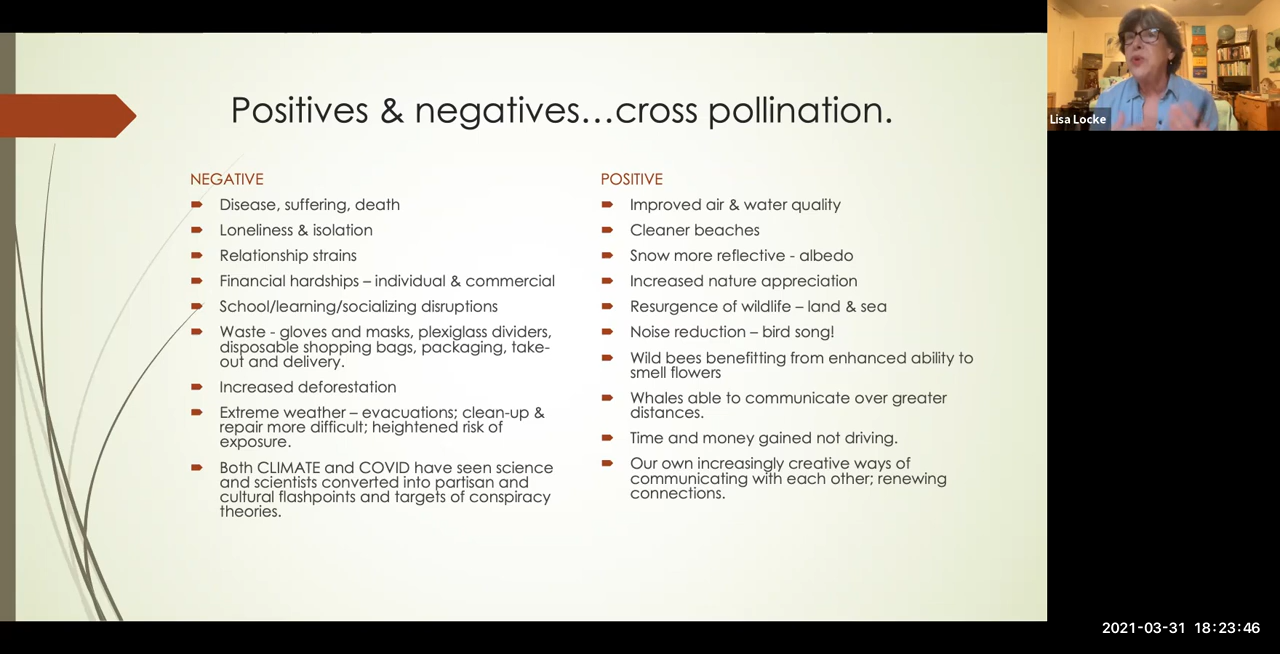 Positives & negatives…cross pollination.
NEGATIVE
Disease, suffering, death
Loneliness & isolation
Relationship strains
Financial hardships – individual & commercial
School/learning/socializing disruptions
Waste - gloves and masks, plexiglass dividers,
disposable shopping bags, packaging, take-
out and delivery.
Increased deforestation
Extreme weather – evacuations; clean-up &
repair more difficult; heightened risk of
exposure.
Both CLIMATE and COVID have seen science
and scientists converted into partisan and
cultural flashpoints and targets of conspiracy
theories.
POSITIVE
Improved air & water quality
Cleaner beaches
Snow more reflective - albedo
Increased nature appreciation
Resurgence of wildlife – land & sea
Noise reduction – bird song!
Wild bees benefitting from enhanced ability to
smell flowers
Whales able to communicate over greater
distances.
Time and money gained not driving.
Our own increasingly creative ways of
communicating with each other; renewing
connections.
Lisa Locke
2021-03-31 18:23:46